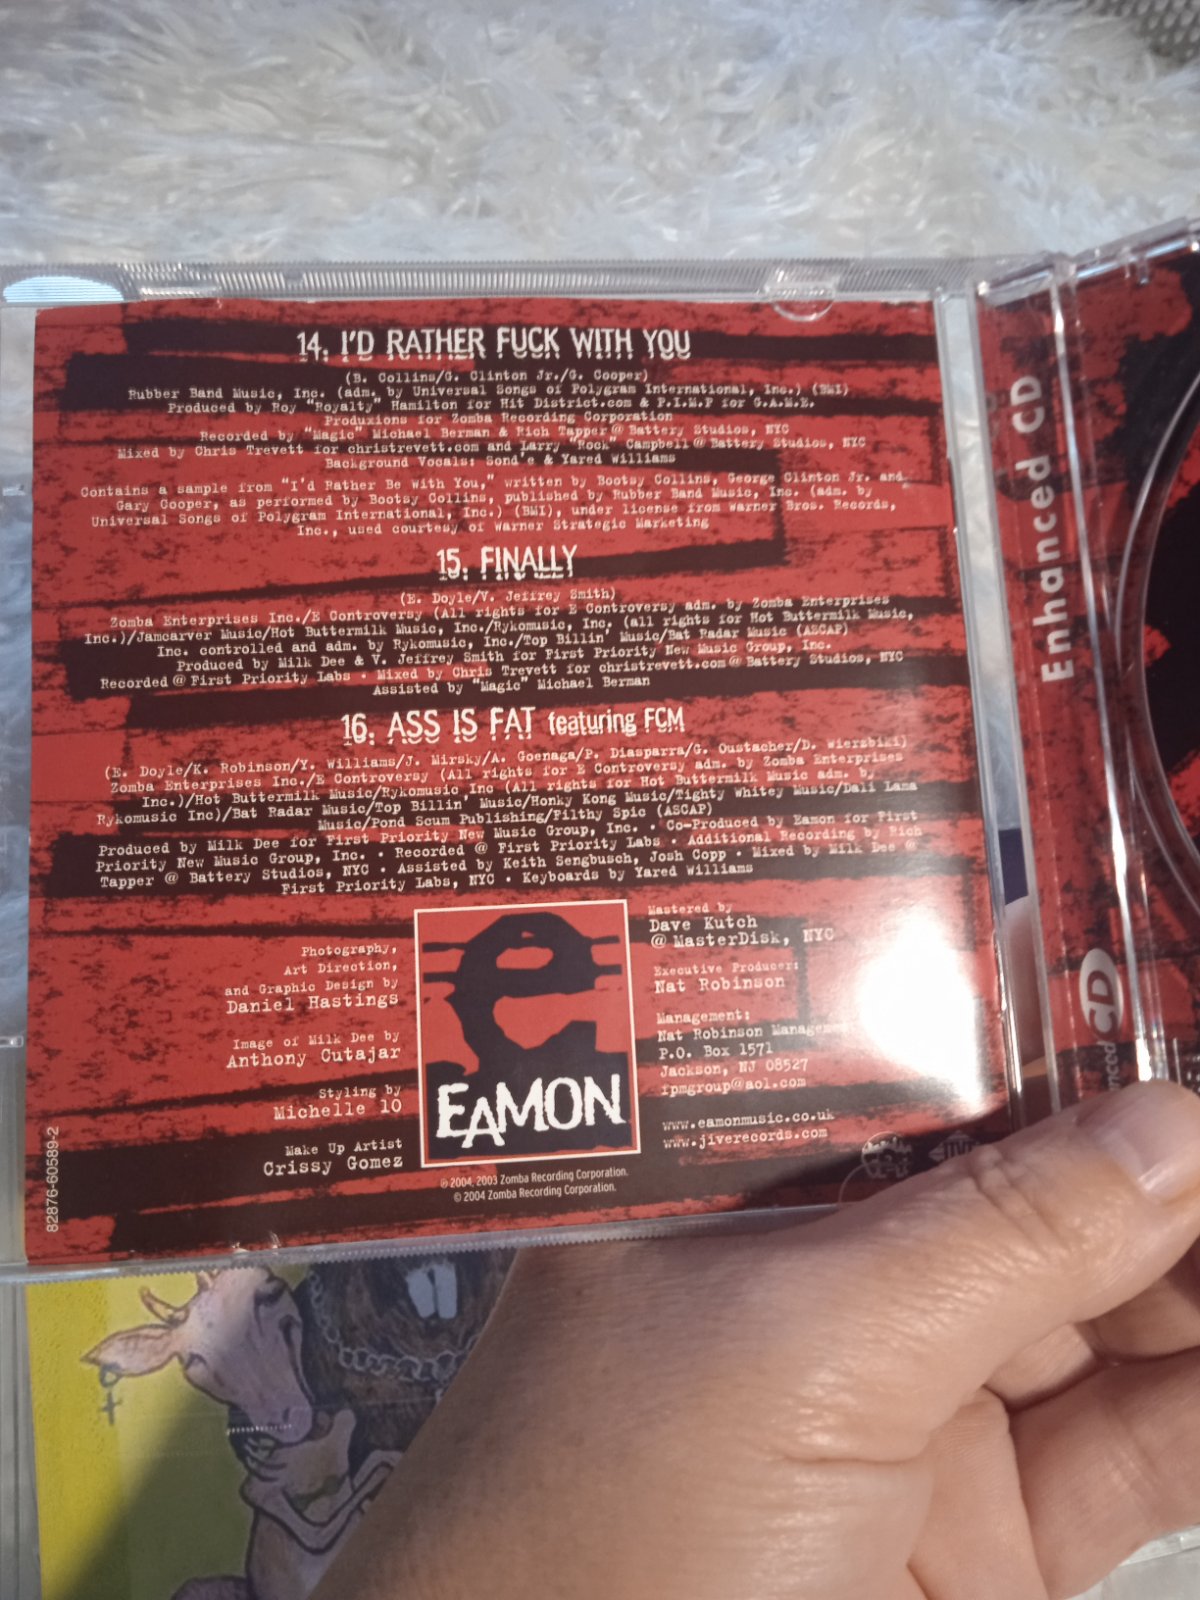 14. I'D RATHER FUCK WITH YOU
(B. Collins/G. Clinton Jr./G. Cooper)
Rubber Band Music, Inc. (adm. by Universal Songs of Polygram International, Inc.) (BMI)
Produced by Roy "Royalty" Hamilton for Hit District.com & P.I.M.P for G.A.M.E.
Produxions for Zomba Recording Corporation
Recorded by "Magic" Michael Berman & Rich Tapper @ Battery Studios, NYC
Mixed by Chris Trevett for christrevett.com and Larry "Rock" Campbell @ Battery Studios, NYC
Background Vocals: Sond'e & Yared Williams
Contains a sample from "I'd Rather Be with You," written by Bootsy Collins, George Clinton Jr. and
Gary Cooper, as performed by Bootsy Collins, published by Rubber Band Music, Inc. (adm. by
Universal Songs of Polygram International, Inc.) (BMI), under license from Warner Bros. Records,
Inc., used courtesy of Warner Strategic Marketing
15. FINALLY
(E. Doyle/V. Jeffrey Smith)
Zomba Enterprises Inc./E Controversy (All rights for E Controversy adm. by Zomba Enterprises
Inc.)/Jamcarver Music/Hot Buttermilk Music, Inc./Rykomusic, Inc. (all rights for Hot Buttermilk Music,
Inc. controlled and adm. by Rykomusic, Inc./Top Billin' Music/Bat Radar Music (ASCAP)
Produced by Milk Dee & V. Jeffrey Smith for First Priority New Music Group, Inc.
Recorded @ First Priority Labs • Mixed by Chris Trevett for christrevett.com @ Battery Studios, NYC
Assisted by "Magic" Michael Berman
16. ASS IS FAT featuring FCM
(E. Doyle/K. Robinson/Y. Williams/J. Mirsky/A. Goenaga/P. Diasparra/G. Oustacher/D. Wierzbiki)
Zomba Enterprises Inc./E Controversy (All rights for E Controversy adm. by Zomba Enterprises
Inc.)/Hot Buttermilk Music/Rykomusic Inc (All rights for Hot Buttermilk Music adm. by
Rykomusic Inc)/Bat Radar Music/Top Billin' Music/Honky Kong Music/Tighty Whitey Music/Dali Lama
Music/Pond Scum Publishing/Filthy Spic (ASCAP)
Produced by Milk Dee for First Priority New Music Group, Inc. • Co-Produced by Eamon for First
Priority New Music Group, Inc. • Recorded @ First Priority Labs • Additional Recording by Rich
Tapper @ Battery Studios, NYC • Assisted by Keith Sengbusch, Josh Copp • Mixed by Milk Dee @
First Priority Labs, NYC • Keyboards by Yared Williams
Photography,
Art Direction,
and Graphic Design by
Daniel Hastings
Image of Milk Dee by
Anthony Cutajar
Styling by
Michelle 10
Make Up Artist
Crissy Gomez
e
EAMON
Mastered by
Dave Kutch
@ MasterDisk, NYC
Executive Producer:
Nat Robinson
Management:
Nat Robinson
P.O. Box 1571
Jackson, NJ 08527
fpmgroup@aol.com
www.eamonmusic.co.uk
www.jiverecords.com
℗ 2004, 2003 Zomba Recording Corporation.
© 2004 Zomba Recording Corporation.
82876-60589-2
Enhanced CD
CD